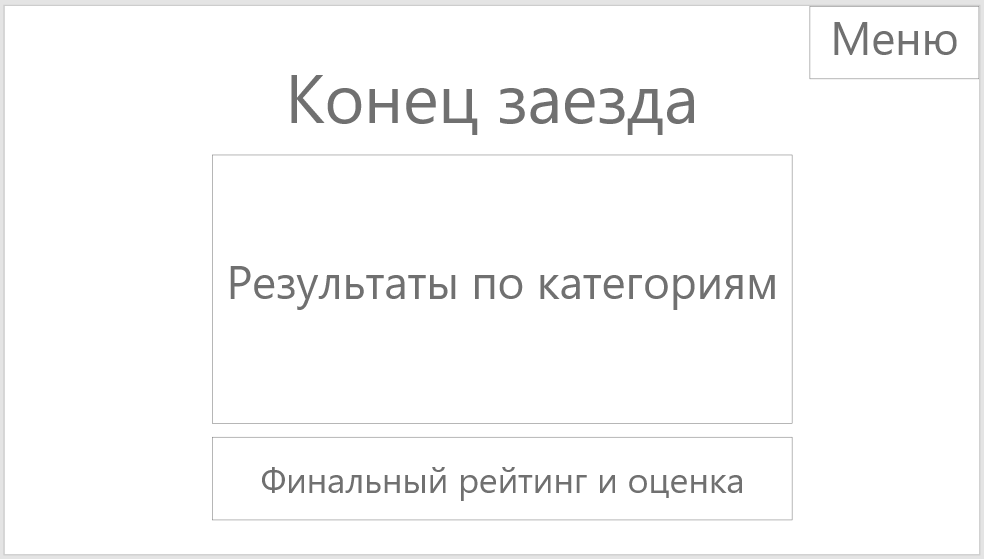 Меню
Конец заезда
Результаты по категориям
Финальный рейтинг и оценка